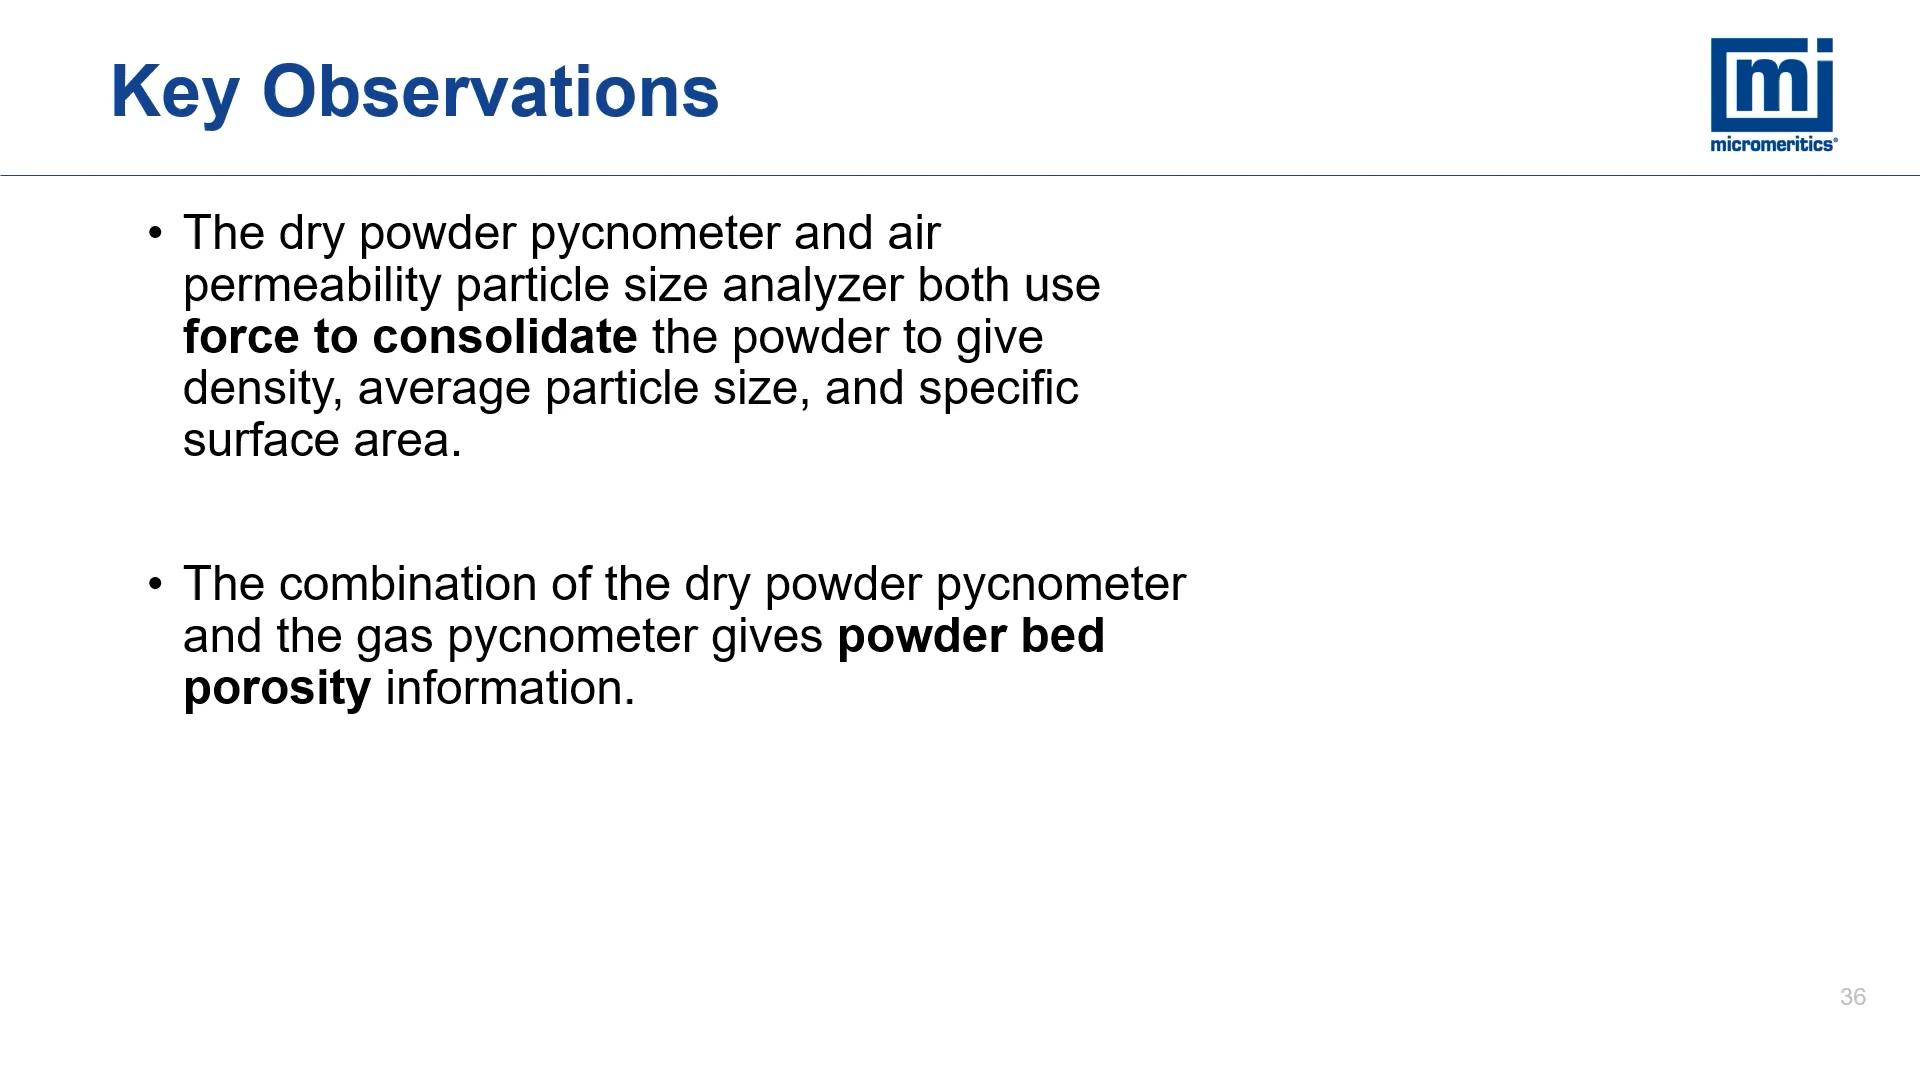 Key Observations
mi
micromeritics®
• The dry powder pycnometer and air
permeability particle size analyzer both use
force to consolidate the powder to give
density, average particle size, and specific
surface area.
• The combination of the dry powder pycnometer
and the gas pycnometer gives powder bed
porosity information.
36